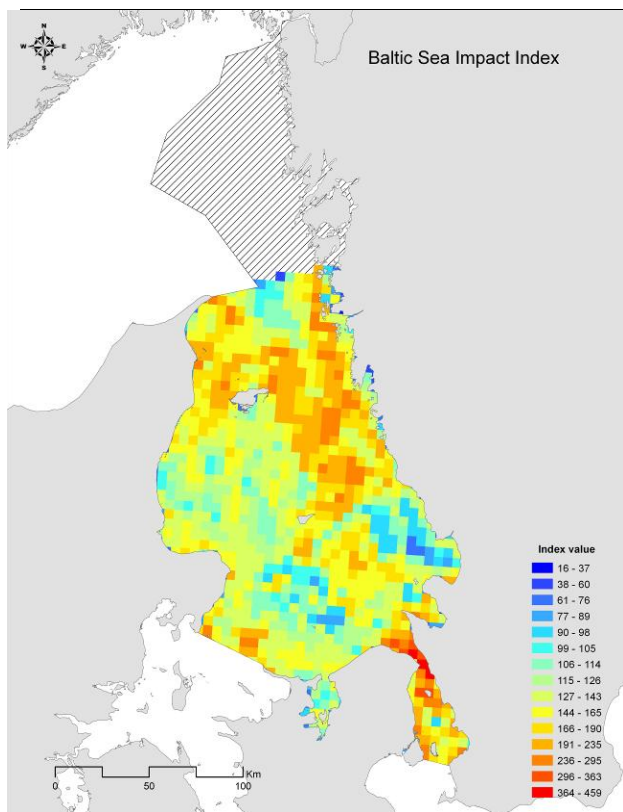 N
W E
S
Baltic Sea Impact Index
Index value
16 - 37
38 - 60
61 - 76
77 - 89
90 - 98
99 - 105
106 - 114
115 - 126
127 - 143
144 - 165
166 - 190
191 - 235
236 - 295
296 - 363
364 - 459
Km
0 50 100